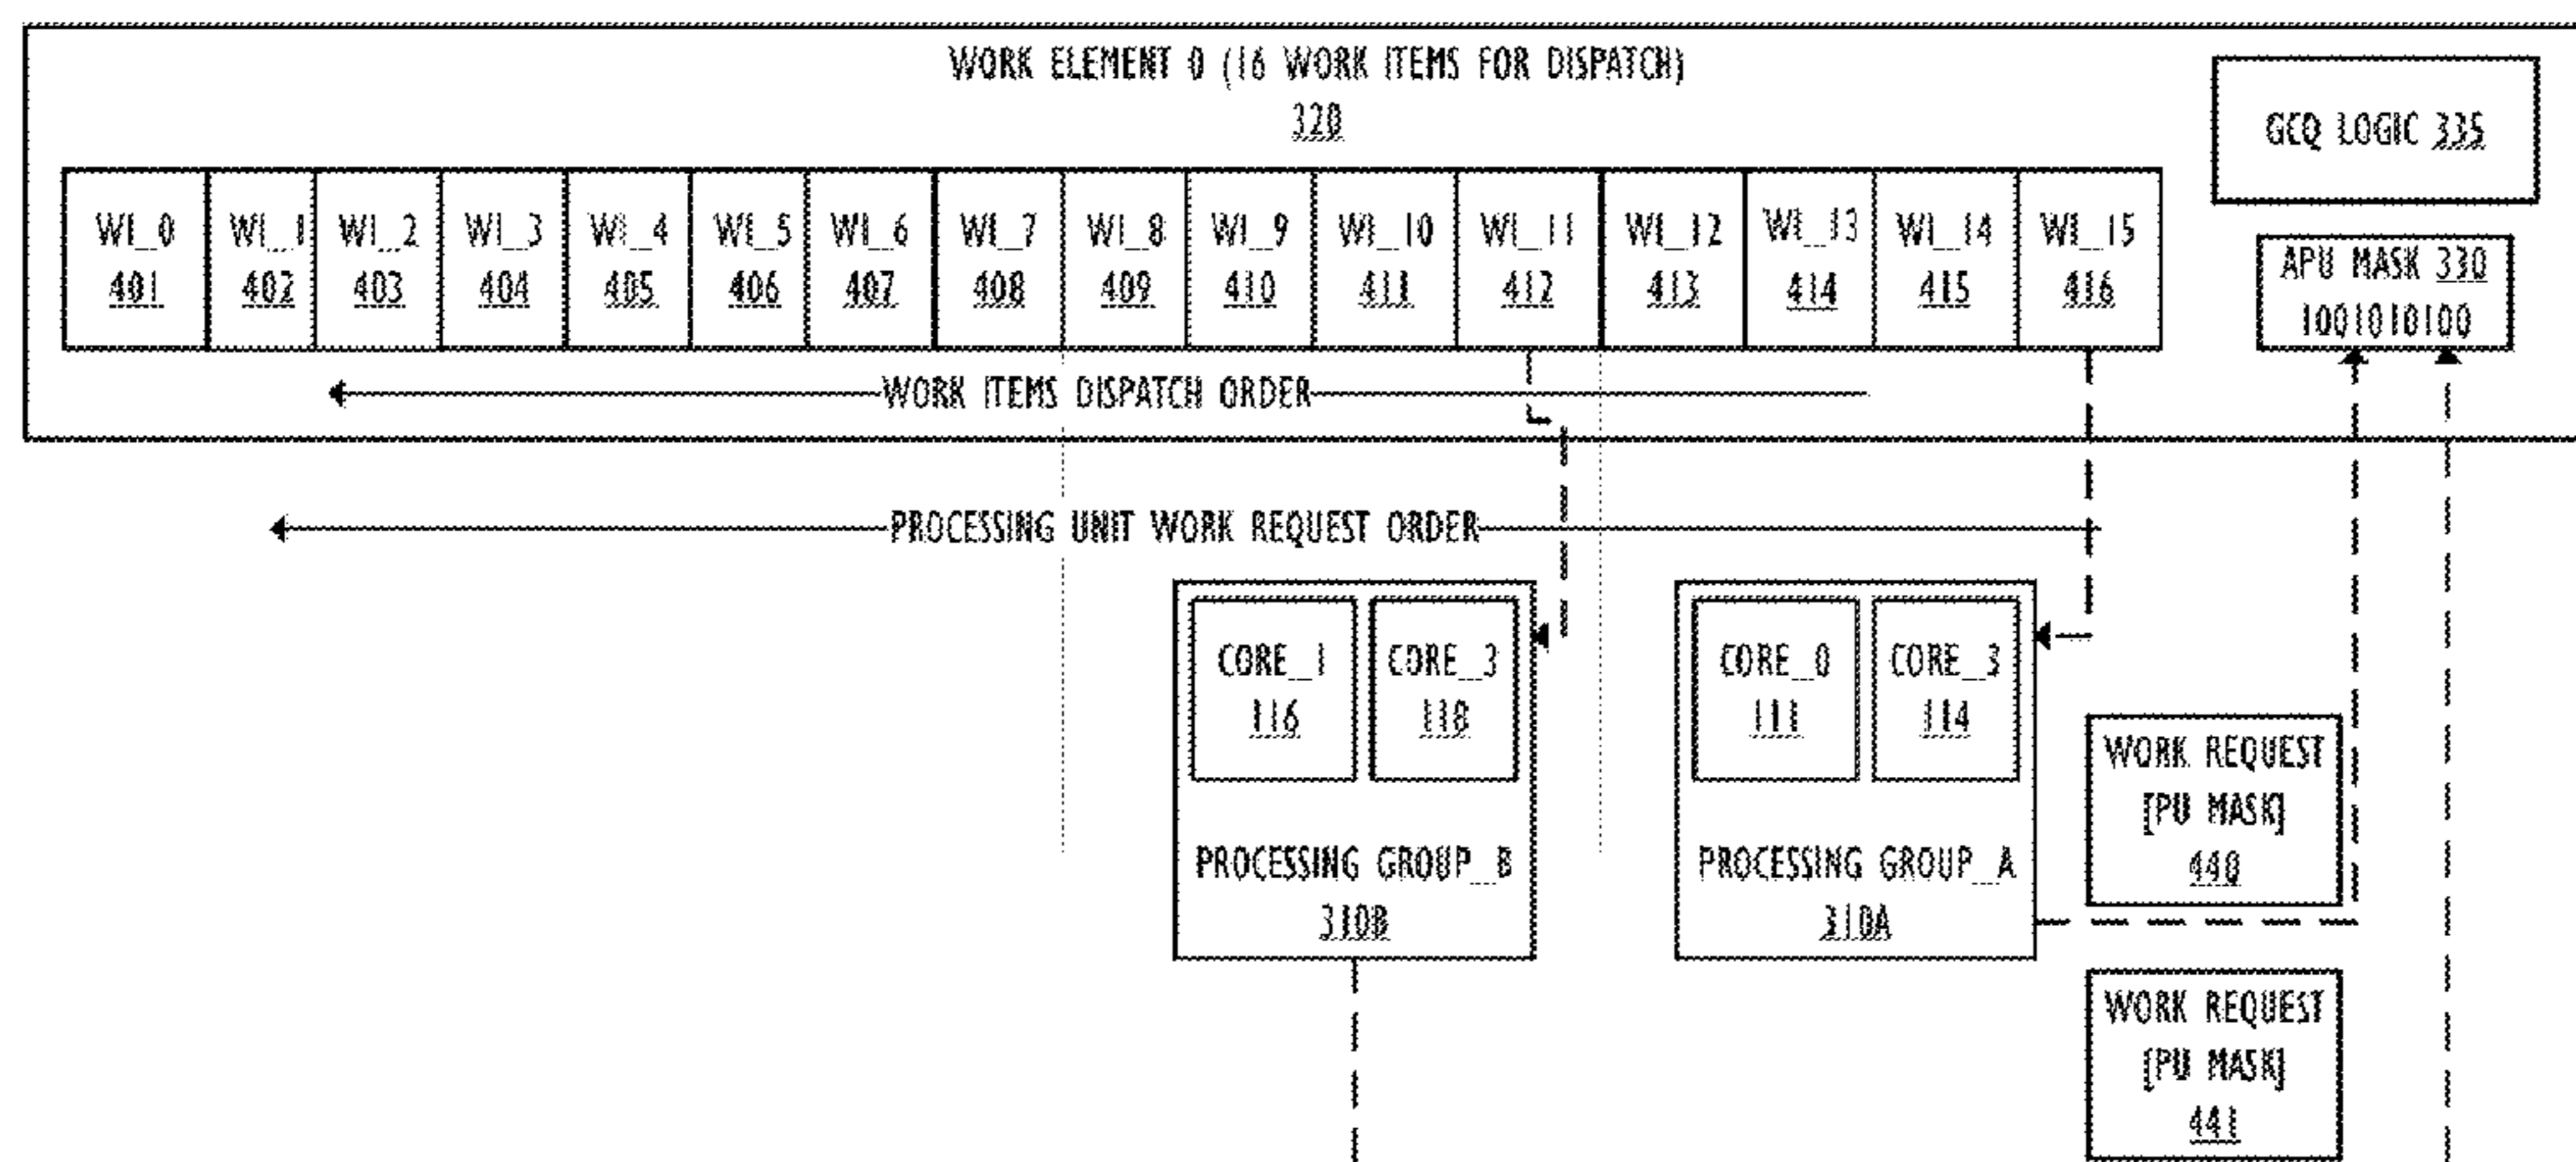 WORK ELEMENT 0 (16 WORK ITEMS FOR DISPATCH)
320
GCQ LOGIC 335
WI_0 WI_1 WI_2 WI_3 WI_4 WI_5 WI_6 WI_7 WI_8 WI_9 WI_10 WI_11 WI_12 WI_13 WI_14 WI_15
401 402 403 404 405 406 407 408 409 410 411 412 413 414 415 416
APU MASK 330
1001010100
WORK ITEMS DISPATCH ORDER
PROCESSING UNIT WORK REQUEST ORDER
CORE_1
116
CORE_3
118
PROCESSING GROUP_B
310B
CORE_0
111
CORE_3
114
PROCESSING GROUP_A
310A
WORK REQUEST
[PU MASK]
440
WORK REQUEST
[PU MASK]
441